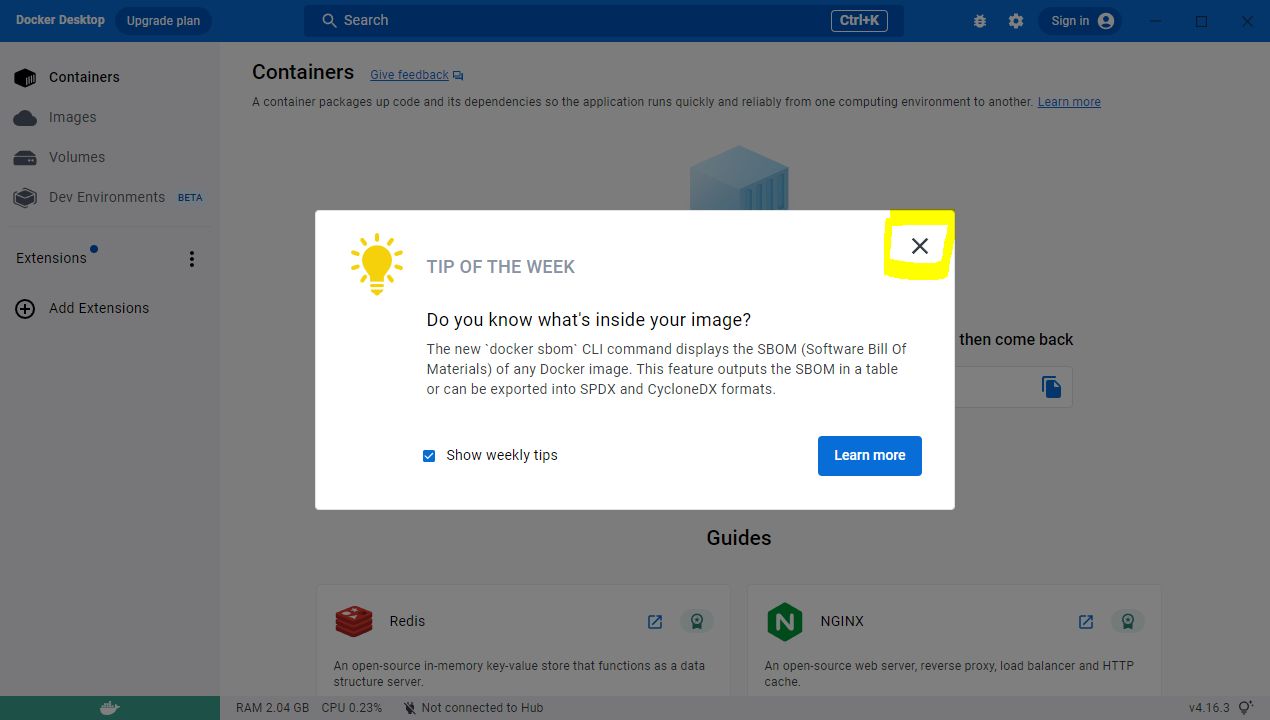 Docker Desktop
Upgrade plan
Search
Ctrl+K
Sign in
Containers
Images
Volumes
Dev Environments BETA
Extensions
Add Extensions
Containers Give feedback
A container packages up code and its dependencies so the application runs quickly and reliably from one computing environment to another. Learn more
TIP OF THE WEEK
Do you know what's inside your image?
The new `docker sbom` CLI command displays the SBOM (Software Bill Of
Materials) of any Docker image. This feature outputs the SBOM in a table
or can be exported into SPDX and CycloneDX formats.
Show weekly tips
Learn more
then come back
Guides
Redis
An open-source in-memory key-value store that functions as a data
structure server.
NGINX
An open-source web server, reverse proxy, load balancer and HTTP
cache.
RAM 2.04 GB CPU 0.23% Not connected to Hub
v4.16.3